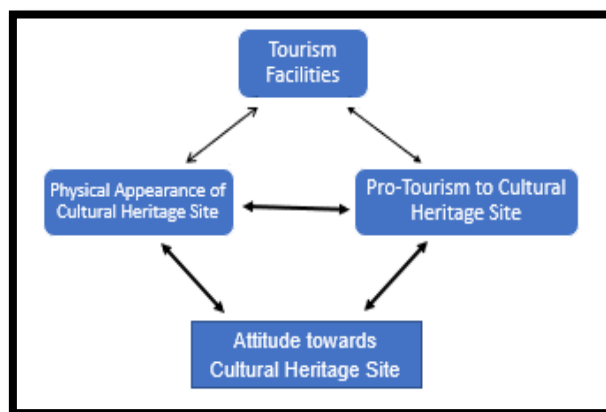 Tourism
Facilities
Physical Appearance of
Cultural Heritage Site
Pro-Tourism to Cultural
Heritage Site
Attitude towards
Cultural Heritage Site